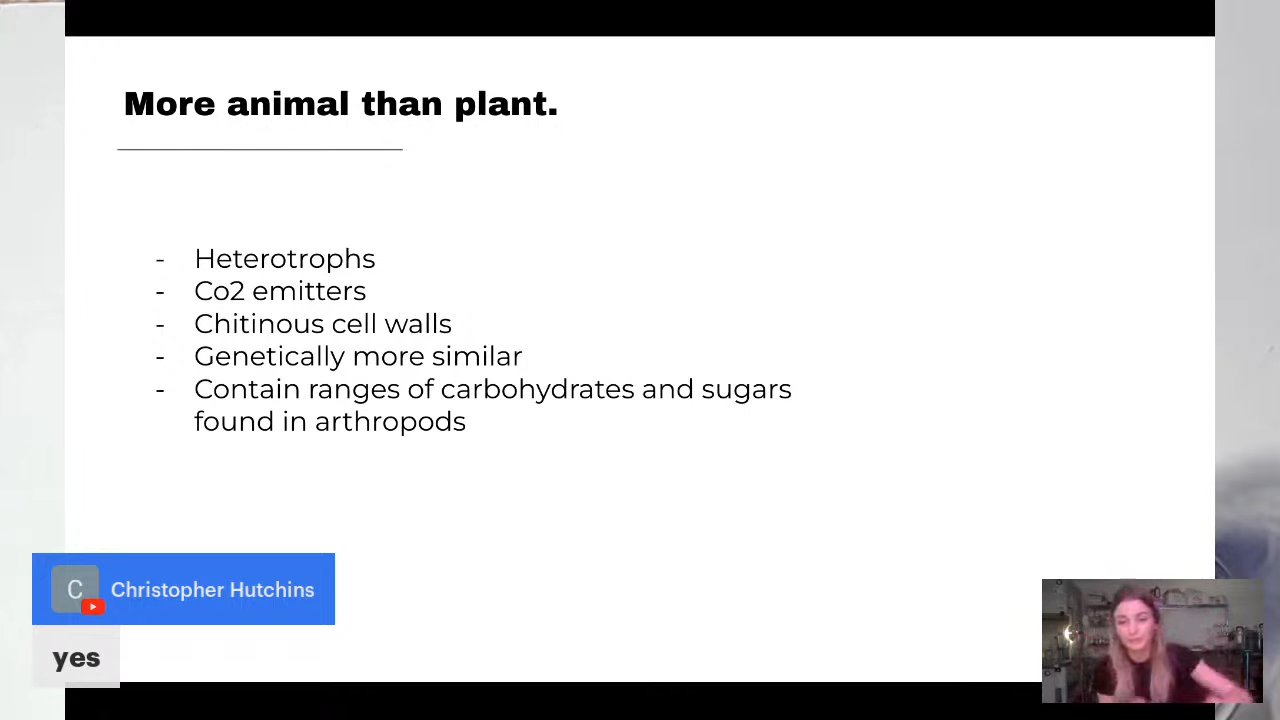 More animal than plant.
- Heterotrophs
- Co2 emitters
- Chitinous cell walls
- Genetically more similar
- Contain ranges of carbohydrates and sugars
found in arthropods
C Christopher Hutchins
yes